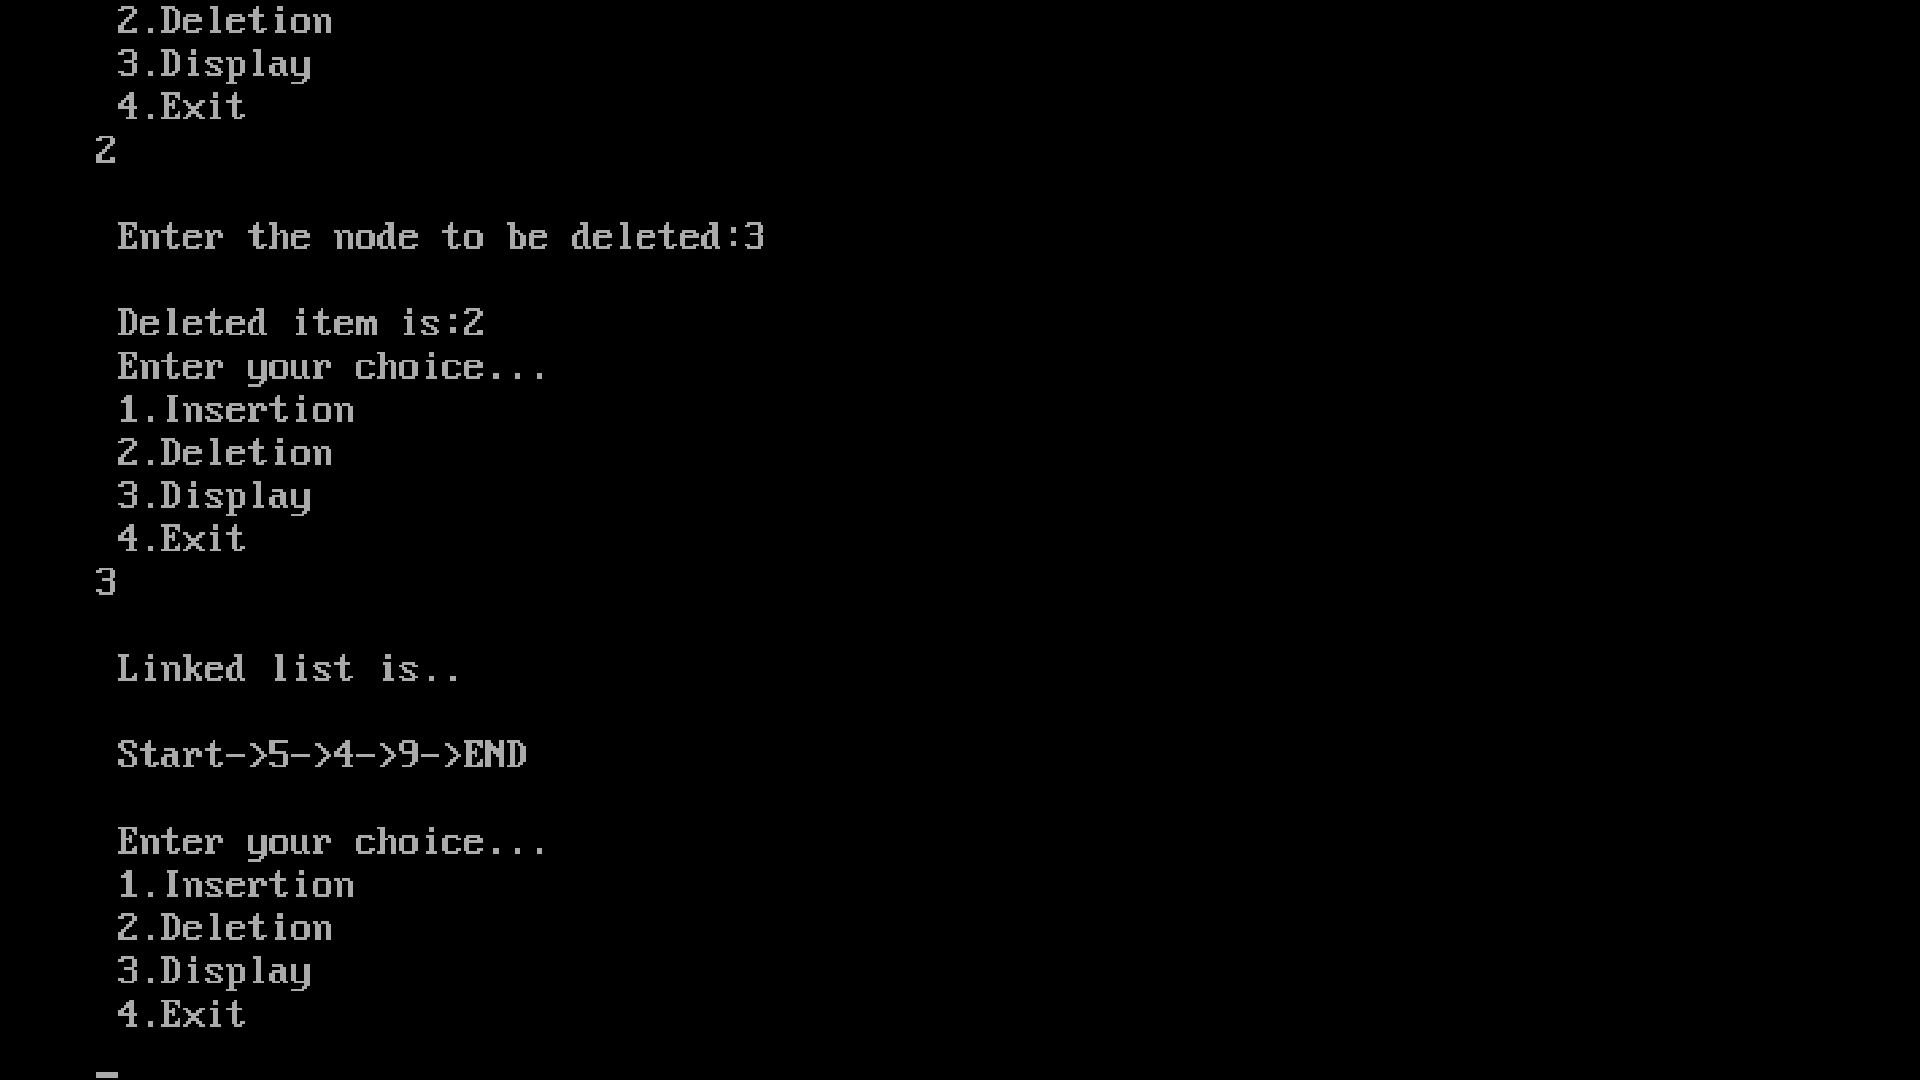 2.Deletion
3.Display
4.Exit
2
Enter the node to be deleted:3
Deleted item is:2
Enter your choice...
1.Insertion
2.Deletion
3.Display
4.Exit
3
Linked list is..
Start->5->4->9->END
Enter your choice...
1.Insertion
2.Deletion
3.Display
4.Exit